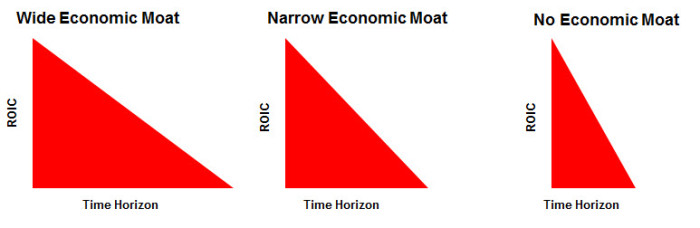 Wide Economic Moat
Narrow Economic Moat
No Economic Moat
ROIC
ROIC
ROIC
Time Horizon
Time Horizon
Time Horizon